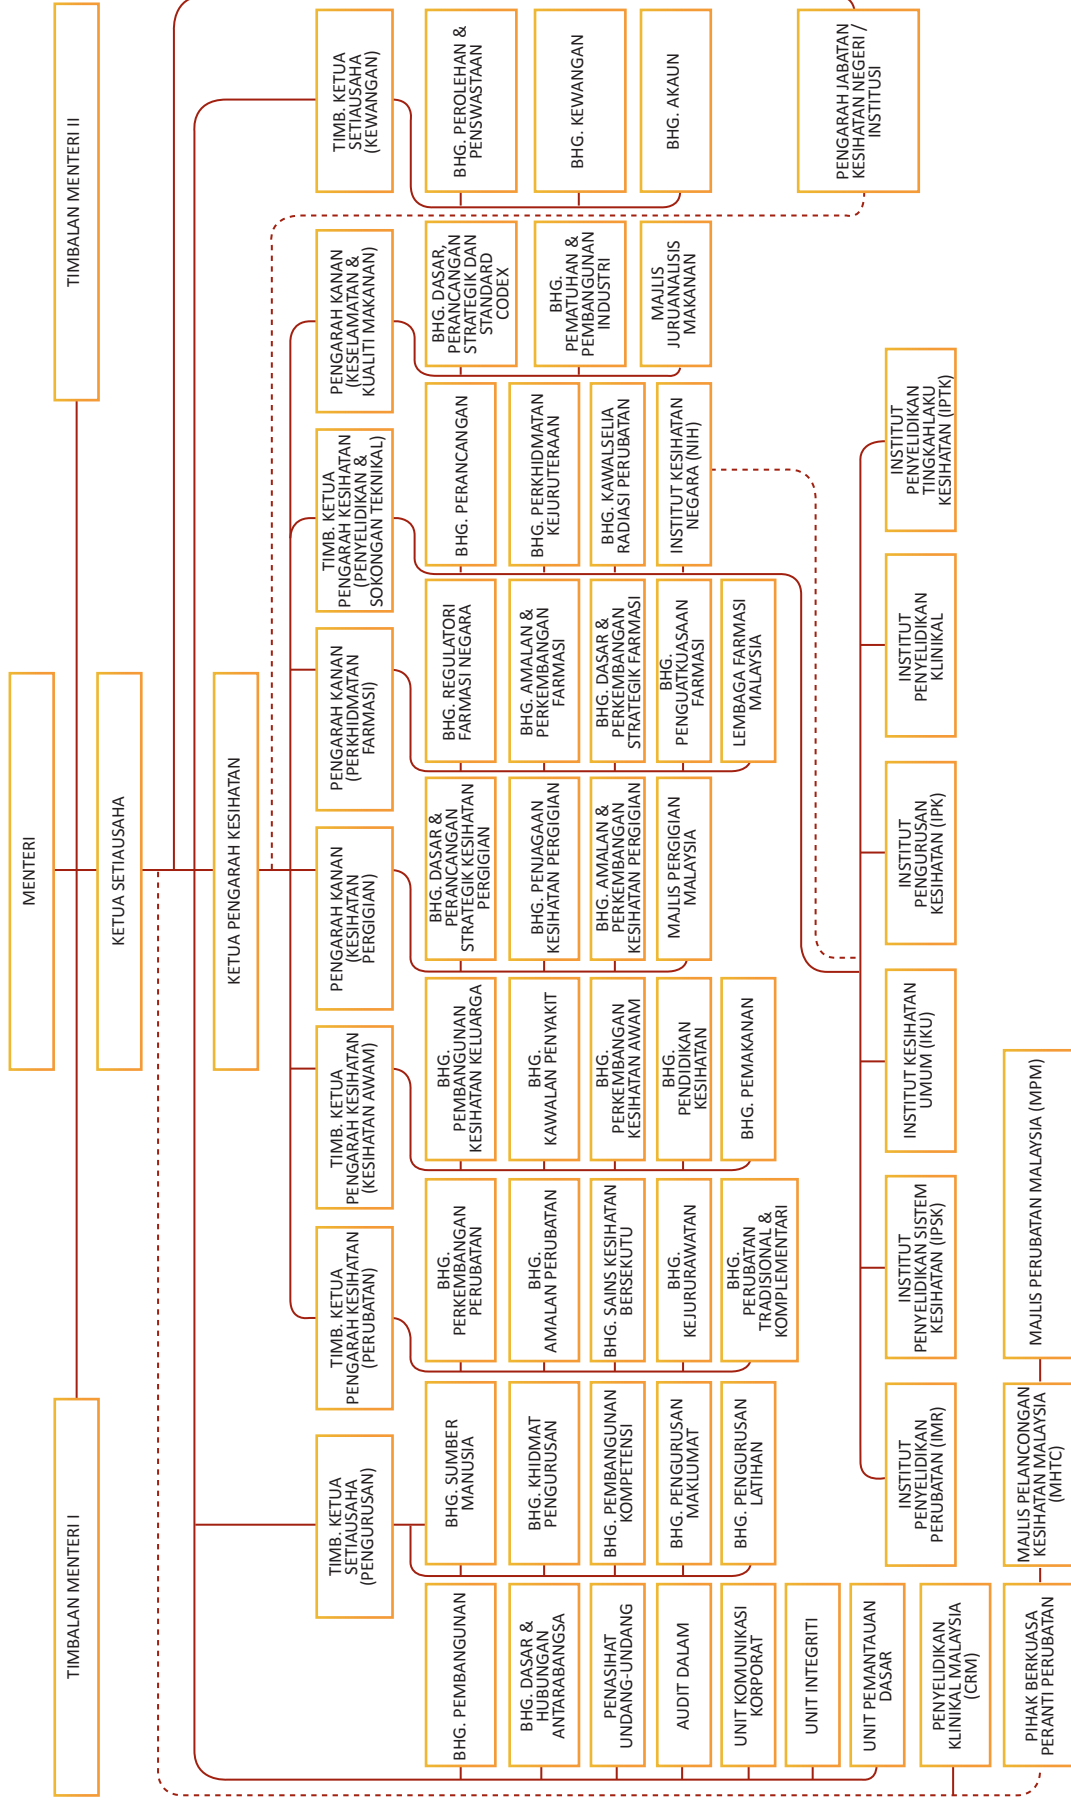 MENTERI
TIMBALAN MENTERI I
TIMBALAN MENTERI II
KETUA SETIAUSAHA
KETUA PENGARAH KESIHATAN
TIMB. KETUA
SETIAUSAHA
(PENGURUSAN)
TIMB. KETUA
PENGARAH KESIHATAN
(PERUBATAN)
TIMB. KETUA
PENGARAH KESIHATAN
(KESIHATAN AWAM)
PENGARAH KANAN
(KESIHATAN
PERGIGIAN)
PENGARAH KANAN
(PERKHIDMATAN
FARMASI)
TIMB. KETUA
PENGARAH KESIHATAN
(PENYELIDIKAN &
SOKONGAN TEKNIKAL)
PENGARAH KANAN
(KESELAMATAN &
KUALITI MAKANAN)
TIMB. KETUA
SETIAUSAHA
(KEWANGAN)
BHG. PEMBANGUNAN
BHG. DASAR &
HUBUNGAN
ANTARABANGSA
PENASIHAT
UNDANG-UNDANG
AUDIT DALAM
UNIT KOMUNIKASI
KORPORAT
UNIT INTEGRITI
UNIT PEMANTAUAN
DASAR
PENYELIDIKAN
KLINIKAL MALAYSIA
(CRM)
PIHAK BERKUASA
PERANTI PERUBATAN
BHG. SUMBER
MANUSIA
BHG. KHIDMAT
PENGURUSAN
BHG. PEMBANGUNAN
KOMPETENSI
BHG. PENGURUSAN
MAKLUMAT
BHG. PENGURUSAN
LATIHAN
BHG.
PERKEMBANGAN
PERUBATAN
BHG.
AMALAN PERUBATAN
BHG. SAINS KESIHATAN
BERSEKUTU
BHG.
KEJURURAWATAN
BHG.
PERUBATAN
TRADISIONAL &
KOMPLEMENTARI
BHG.
PEMBANGUNAN
KESIHATAN KELUARGA
BHG.
KAWALAN PENYAKIT
BHG.
PERKEMBANGAN
KESIHATAN AWAM
BHG.
PENDIDIKAN
KESIHATAN
BHG. PEMAKANAN
BHG. DASAR &
PERANCANGAN
STRATEGIK KESIHATAN
PERGIGIAN
BHG. PENJAGAAN
KESIHATAN PERGIGIAN
BHG. AMALAN &
PERKEMBANGAN
KESIHATAN PERGIGIAN
MAJLIS PERGIGIAN
MALAYSIA
BHG. REGULATORI
FARMASI NEGARA
BHG. AMALAN &
PERKEMBANGAN
FARMASI
BHG. DASAR &
PERKEMBANGAN
STRATEGIK FARMASI
BHG.
PENGUATKUASAAN
FARMASI
LEMBAGA FARMASI
MALAYSIA
BHG. PERANCANGAN
BHG. PERKHIDMATAN
KEJURUTERAAN
BHG. KAWALSELIA
RADIASI PERUBATAN
INSTITUT KESIHATAN
NEGARA (NIH)
BHG. DASAR,
PERANCANGAN
STRATEGIK DAN
STANDARD
CODEX
BHG.
PEMATUHAN &
PEMBANGUNAN
INDUSTRI
MAJLIS
JURUANALISIS
MAKANAN
BHG. PEROLEHAN &
PENSWASTAAN
BHG. KEWANGAN
BHG. AKAUN
PENGARAH JABATAN
KESIHATAN NEGERI /
INSTITUSI
INSTITUT
PENYELIDIKAN
PERUBATAN (IMR)
INSTITUT
PENYELIDIKAN SISTEM
KESIHATAN (IPSK)
INSTITUT KESIHATAN
UMUM (IKU)
INSTITUT
PENGURUSAN
KESIHATAN (IPK)
INSTITUT
PENYELIDIKAN
KLINIKAL
INSTITUT
PENYELIDIKAN
TINGKAHLAKU
KESIHATAN (IPTK)
MAJLIS PELANCONGAN
KESIHATAN MALAYSIA
(MHTC)
MAJLIS PERUBATAN MALAYSIA (MPM)